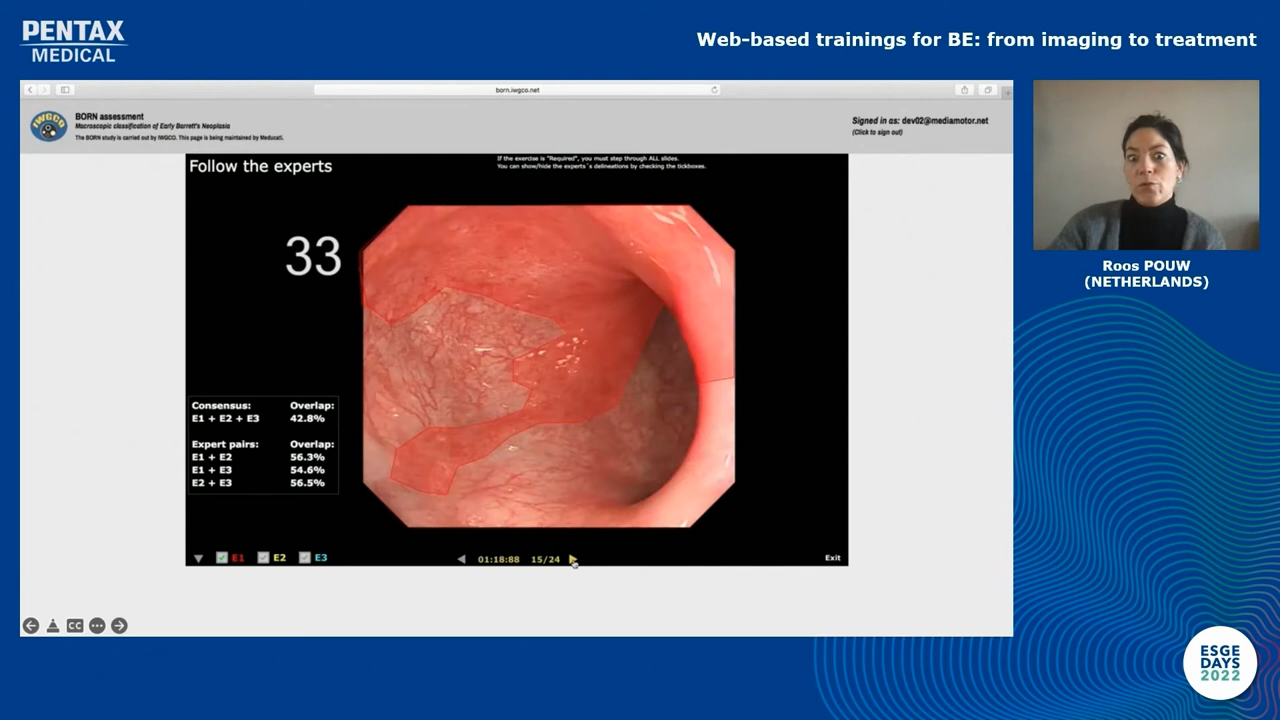 PENTAX
MEDICAL
Web-based trainings for BE: from imaging to treatment
born.iwgco.net
IWGCO
BORN assessment
Macroscopic classification of Early Barrett's Neoplasia
The BORN study is carried out by IWGCO. This page is being maintained by Meducati.
Signed in as: dev02@mediamotor.net
(Click to sign out)
Follow the experts
If the exercise is "Required", you must step through ALL slides.
You can show/hide the experts´s delineations by checking the tickboxes.
33
Consensus: Overlap:
E1 + E2 + E3 42.8%
Expert pairs: Overlap:
E1 + E2 56.3%
E1 + E3 54.6%
E2 + E3 56.5%
E1 E2 E3 01:18:88 15/24 Exit
CC
Roos POUW
(NETHERLANDS)
ESGE
DAYS
2022